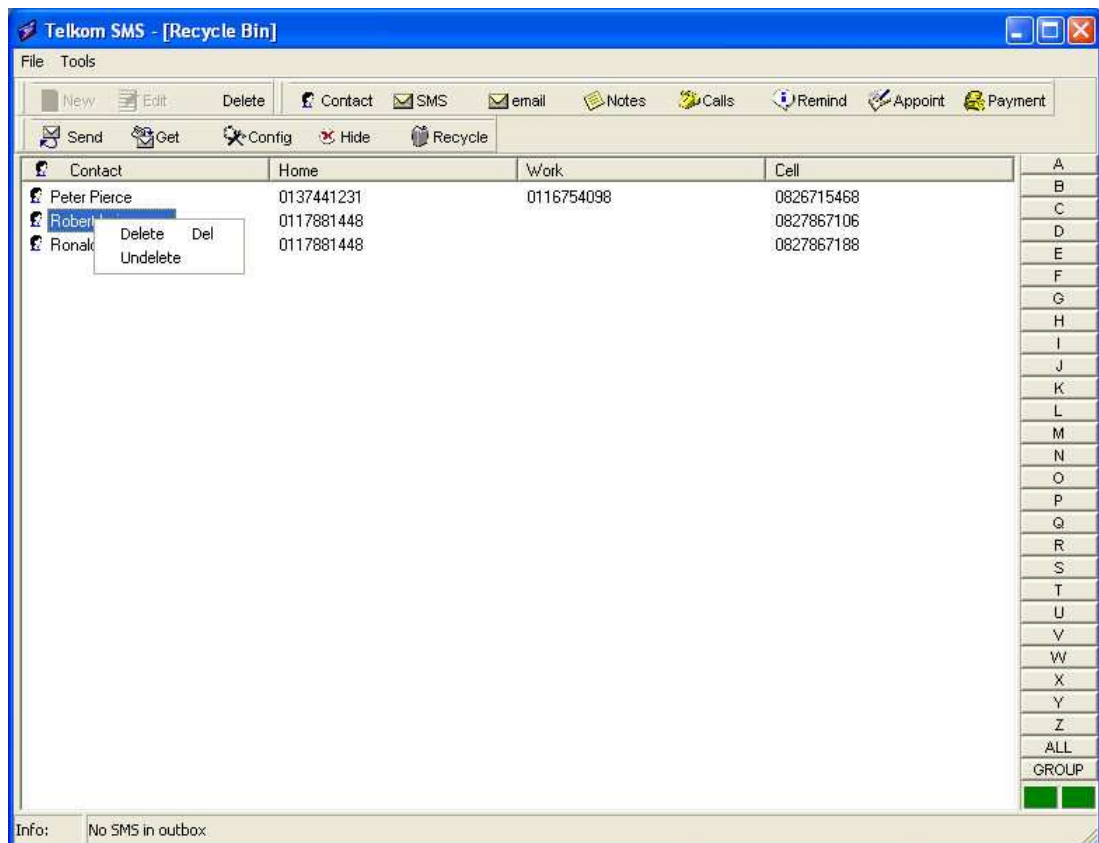 Telkom SMS - [Recycle Bin]
File Tools
New Edit Delete Contact SMS email Notes Calls Remind Appoint Payment
Send Get Config Hide Recycle
Contact Home Work Cell
Peter Pierce 0137441231 0116754098 0826715468
Robert 0117881448 0827867106
Ronald 0117881448 0827867188
Delete Del
Undelete
A
B
C
D
E
F
G
H
I
J
K
L
M
N
O
P
Q
R
S
T
U
V
W
X
Y
Z
ALL
GROUP
Info: No SMS in outbox